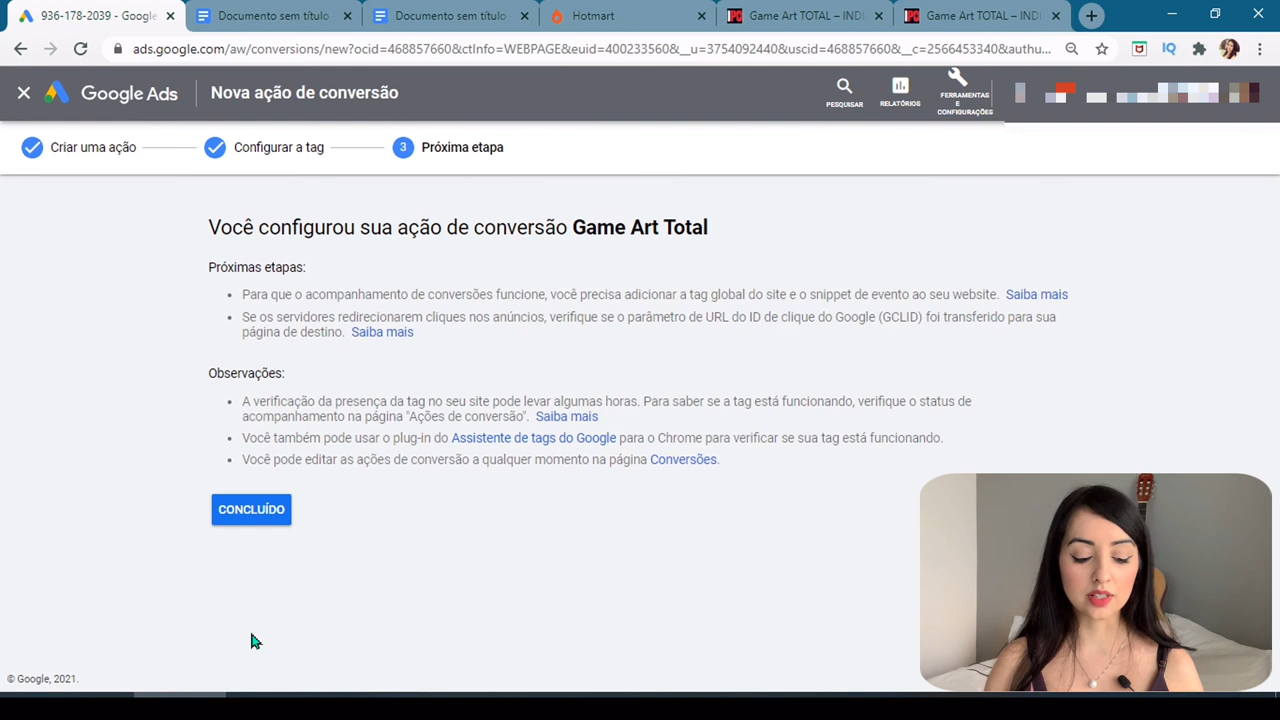 936-178-2039 - Google
Documento sem título
Documento sem título
Hotmart
Game Art TOTAL – INDI
Game Art TOTAL – INDI
ads.google.com/aw/conversions/new?ocid=468857660&ctInfo=WEBPAGE&euid=400233560&__u=3754092440&uscid=468857660&__c=2566453340&authu...
Google Ads
Nova ação de conversão
PESQUISAR
RELATÓRIOS
FERRAMENTAS
E
CONFIGURAÇÕES
Criar uma ação
Configurar a tag
3 Próxima etapa
Você configurou sua ação de conversão Game Art Total
Próximas etapas:
• Para que o acompanhamento de conversões funcione, você precisa adicionar a tag global do site e o snippet de evento ao seu website. Saiba mais
• Se os servidores redirecionarem cliques nos anúncios, verifique se o parâmetro de URL do ID de clique do Google (GCLID) foi transferido para sua
página de destino. Saiba mais
Observações:
• A verificação da presença da tag no seu site pode levar algumas horas. Para saber se a tag está funcionando, verifique o status de
acompanhamento na página "Ações de conversão". Saiba mais
• Você também pode usar o plug-in do Assistente de tags do Google para o Chrome para verificar se sua tag está funcionando.
• Você pode editar as ações de conversão a qualquer momento na página Conversões.
CONCLUÍDO
© Google, 2021.